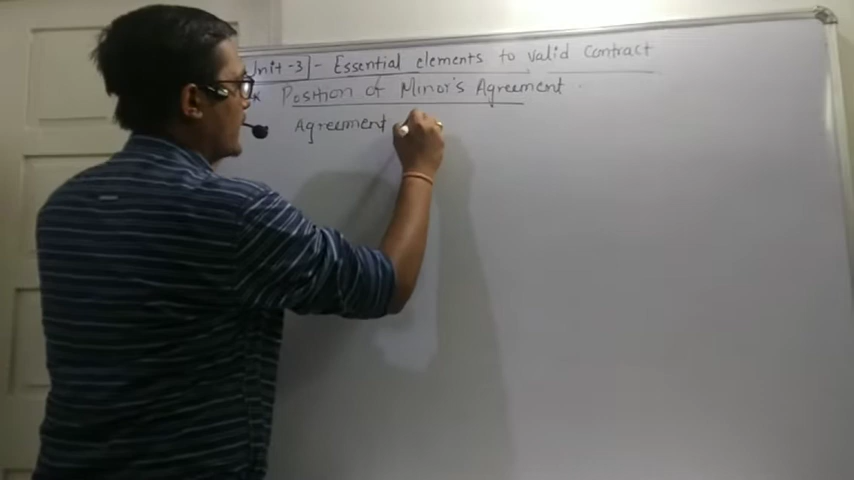 Unit-3 - Essential elements to valid Contract
* Position of Minor's Agreement
Agreement